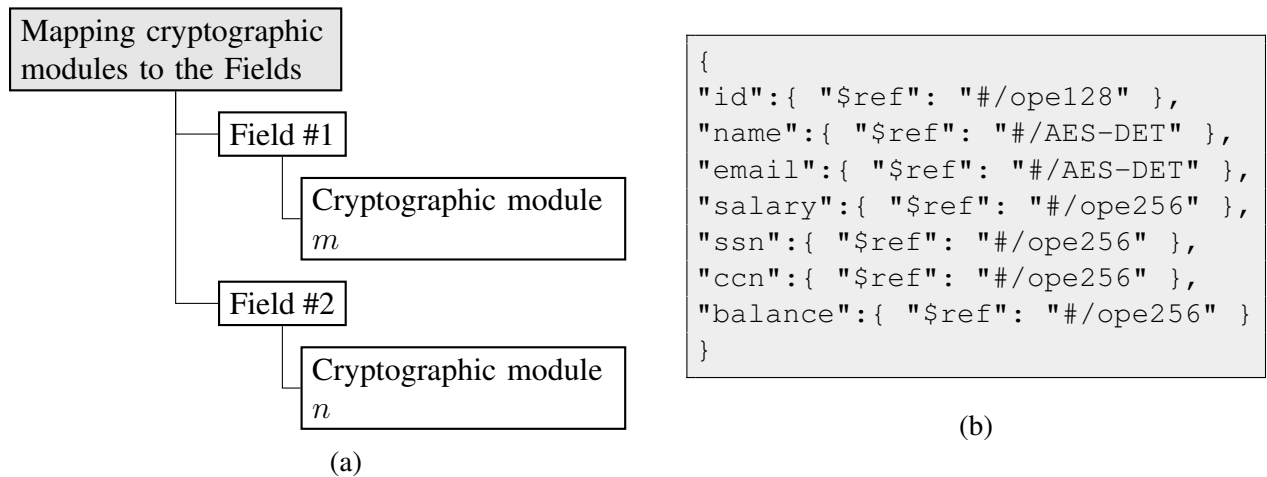 Mapping cryptographic
modules to the Fields
Field #1
Cryptographic module
m
Field #2
Cryptographic module
n
(a)
{
"id":{ "$ref": "#/ope128" },
"name":{ "$ref": "#/AES-DET" },
"email":{ "$ref": "#/AES-DET" },
"salary":{ "$ref": "#/ope256" },
"ssn":{ "$ref": "#/ope256" },
"ccn":{ "$ref": "#/ope256" },
"balance":{ "$ref": "#/ope256" }
}
(b)